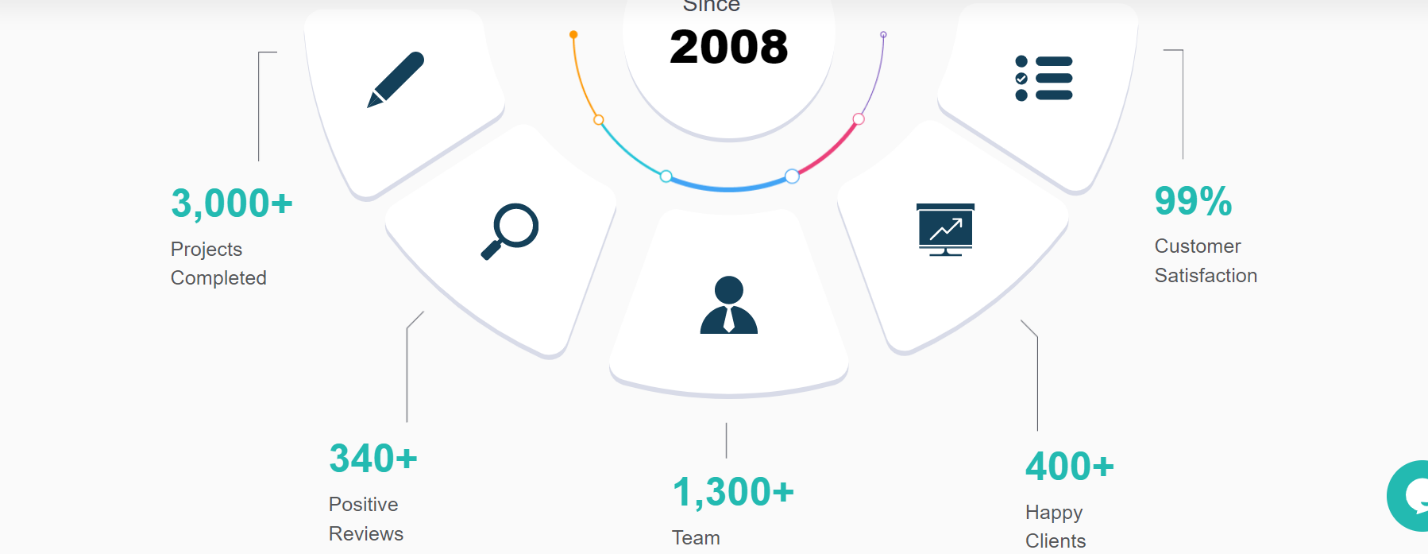 Since
2008
3,000+
Projects
Completed
99%
Customer
Satisfaction
340+
Positive
Reviews
1,300+
Team
400+
Happy
Clients